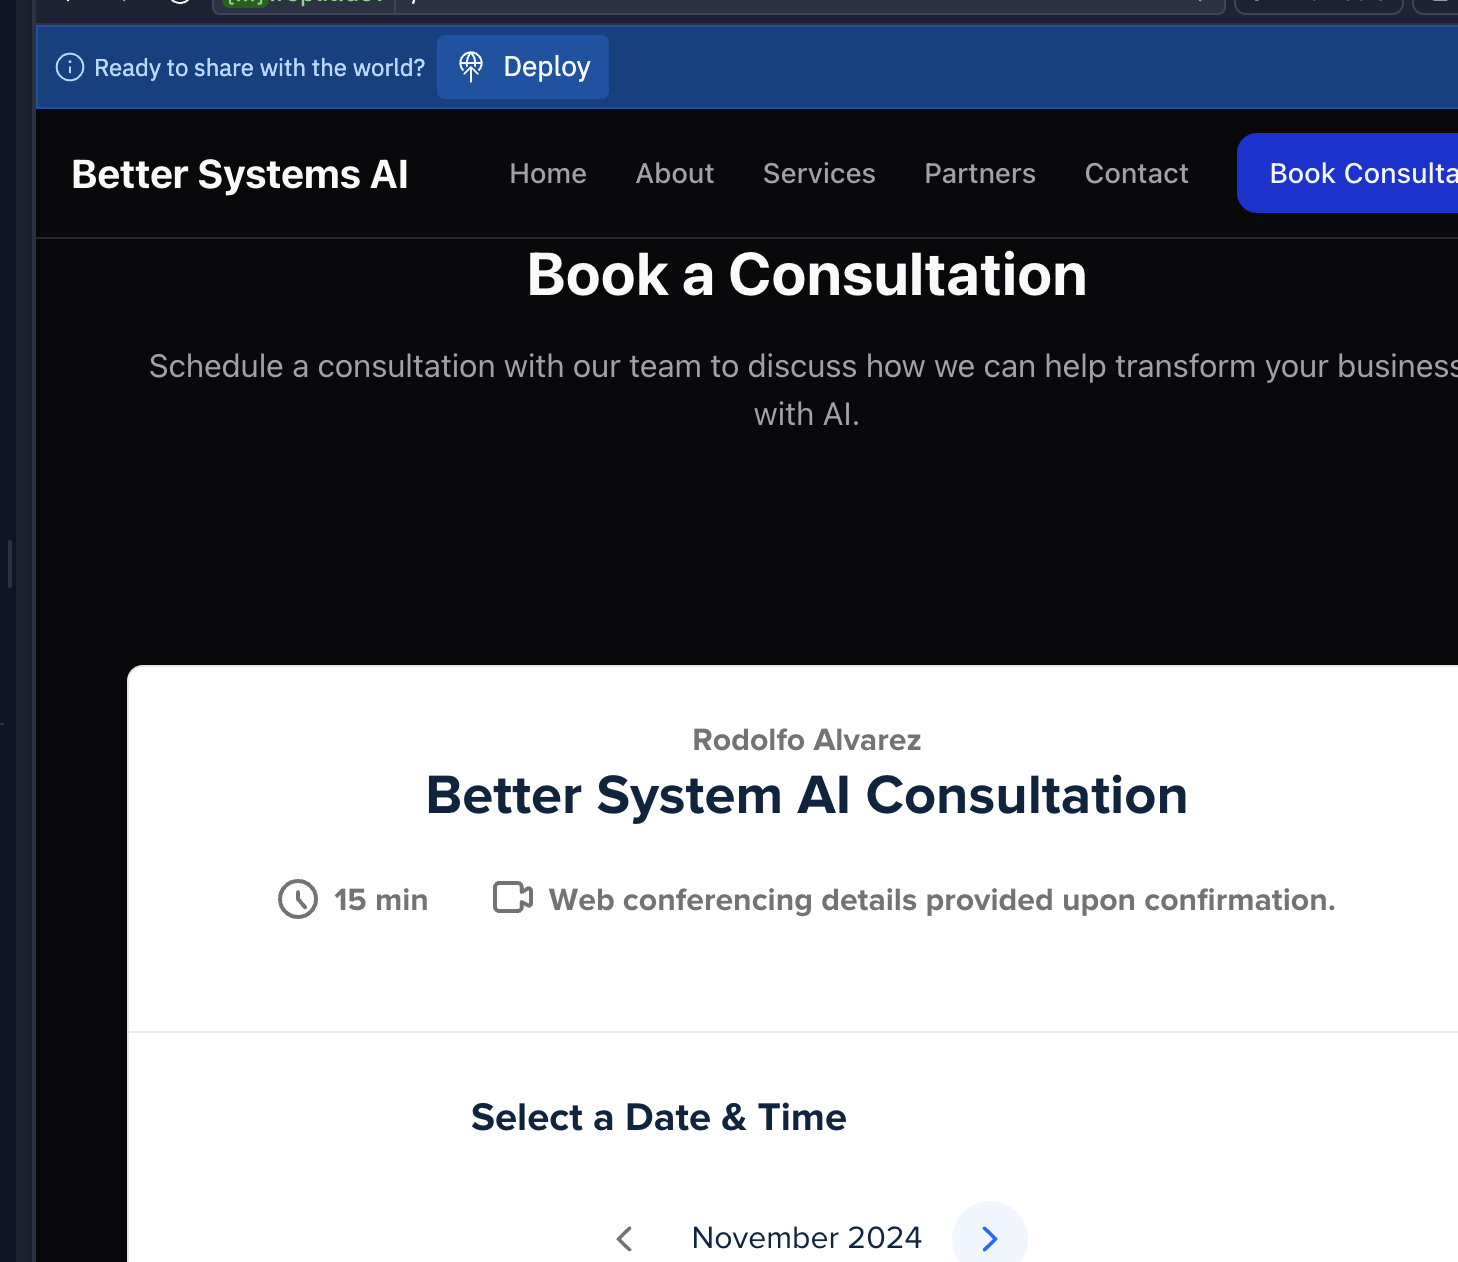 Ready to share with the world?
Deploy
Better Systems AI
Home
About
Services
Partners
Contact
Book Consulta
Book a Consultation
Schedule a consultation with our team to discuss how we can help transform your business
with AI.
Rodolfo Alvarez
Better System AI Consultation
15 min
Web conferencing details provided upon confirmation.
Select a Date & Time
November 2024